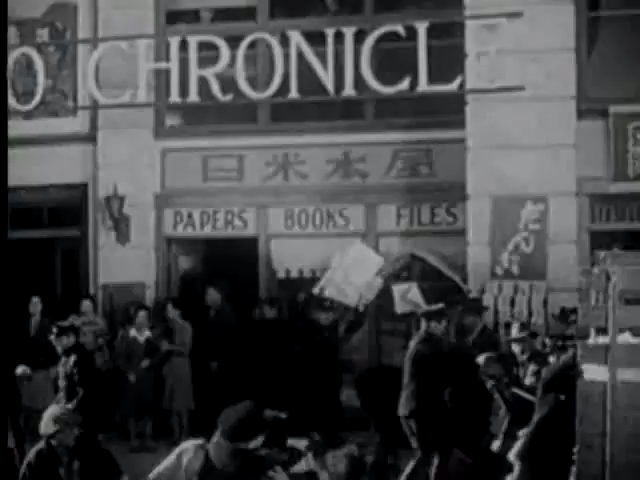 O CHRONICLE
日米本屋
PAPERS BOOKS FILES